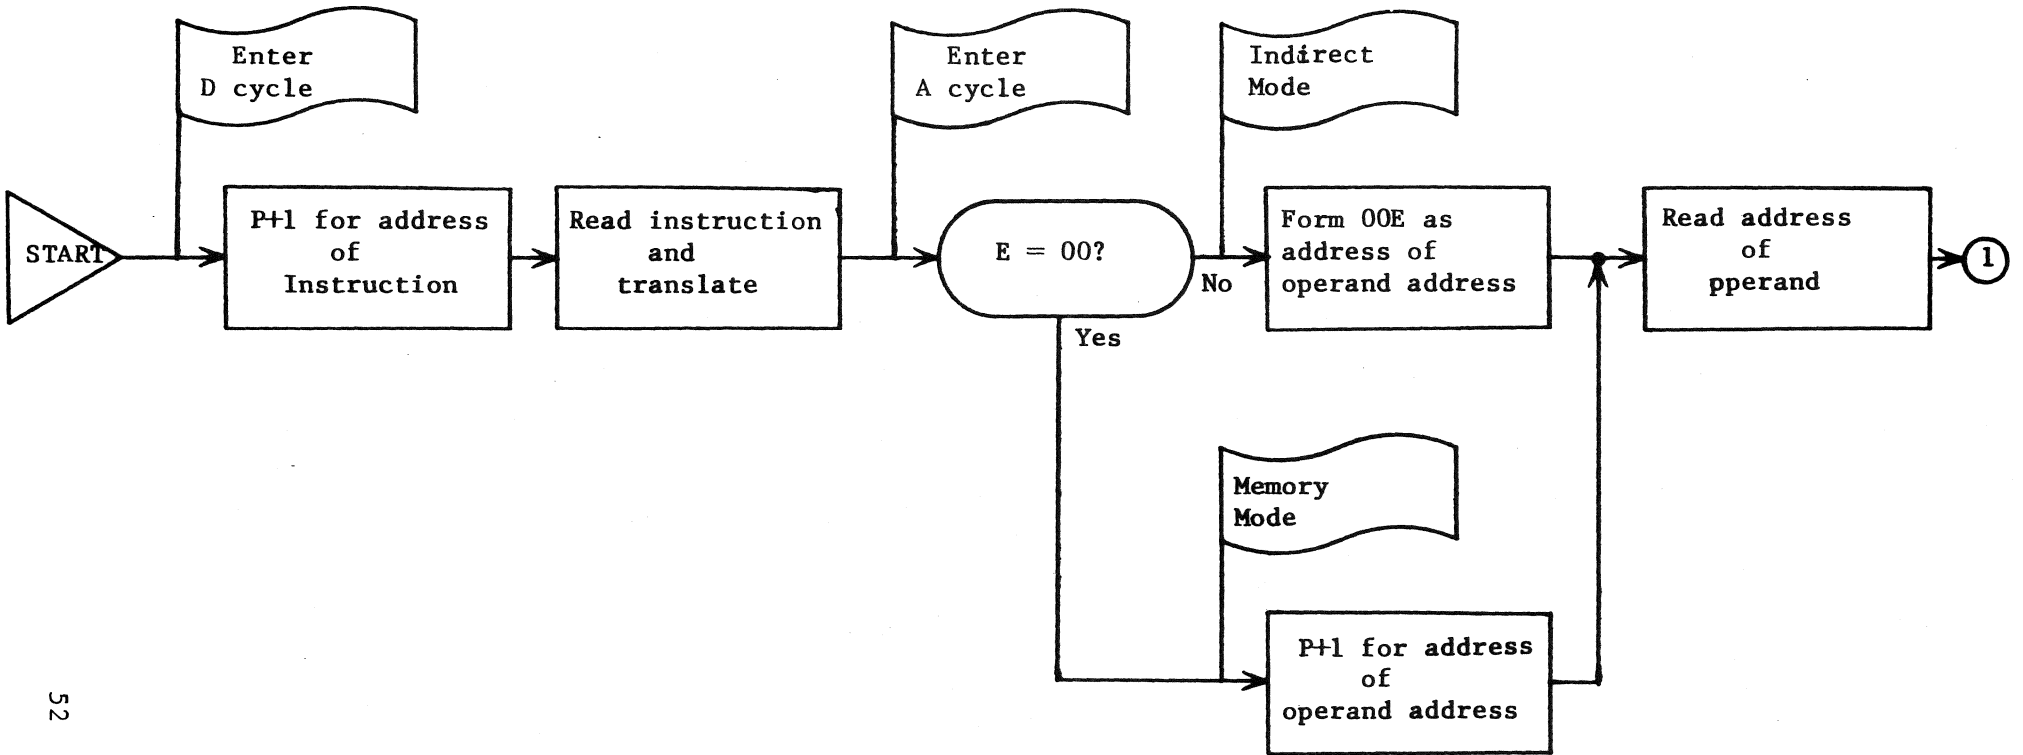 Enter
D cycle
Enter
A cycle
Indirect
Mode
START
P+1 for address
of
Instruction
Read instruction
and
translate
E = 00?
No
Yes
Form 00E as
address of
operand address
Read address
of
pperand
1
Memory
Mode
P+1 for address
of
operand address
52